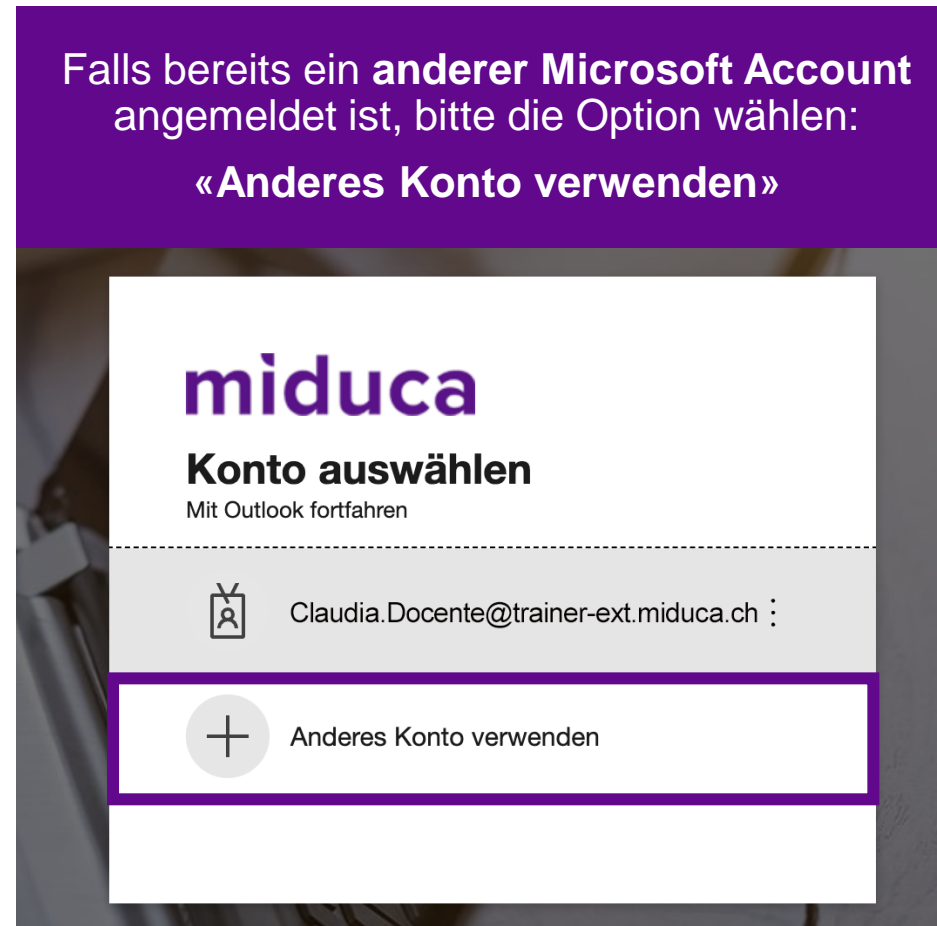 Falls bereits ein anderer Microsoft Account
angemeldet ist, bitte die Option wählen:
«Anderes Konto verwenden»
miduca
Konto auswählen
Mit Outlook fortfahren
Claudia.Docente@trainer-ext.miduca.ch
Anderes Konto verwenden